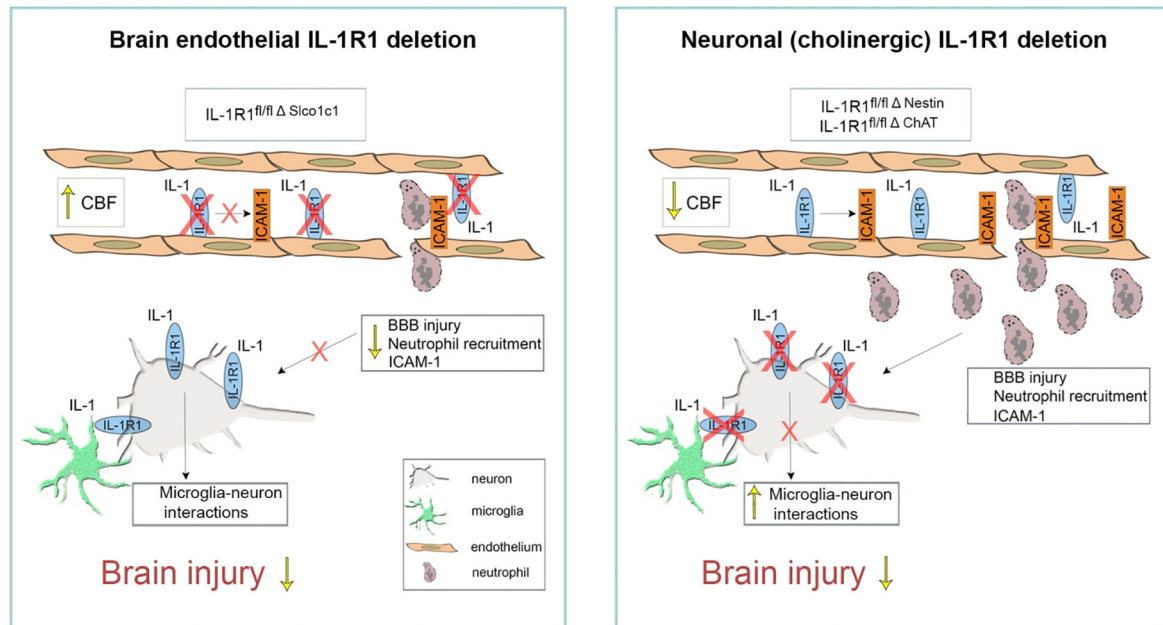 Brain endothelial IL-1R1 deletion
IL-1R1fl/fl Δ Slco1c1
CBF
IL-1
IL-1R1
ICAM-1
IL-1
IL-1R1
ICAM-1
IL-1R1
IL-1
IL-1
IL-1R1
IL-1
IL-1R1
IL-1
IL-1R1
BBB injury
Neutrophil recruitment
ICAM-1
Microglia-neuron
interactions
neuron
microglia
endothelium
neutrophil
Brain injury
Neuronal (cholinergic) IL-1R1 deletion
IL-1R1fl/fl Δ Nestin
IL-1R1fl/fl Δ ChAT
CBF
IL-1
IL-1R1
ICAM-1
IL-1
IL-1R1
ICAM-1
ICAM-1
IL-1R1
IL-1
ICAM-1
IL-1
IL-1R1
IL-1
IL-1R1
IL-1
IL-1R1
BBB injury
Neutrophil recruitment
ICAM-1
Microglia-neuron
interactions
Brain injury